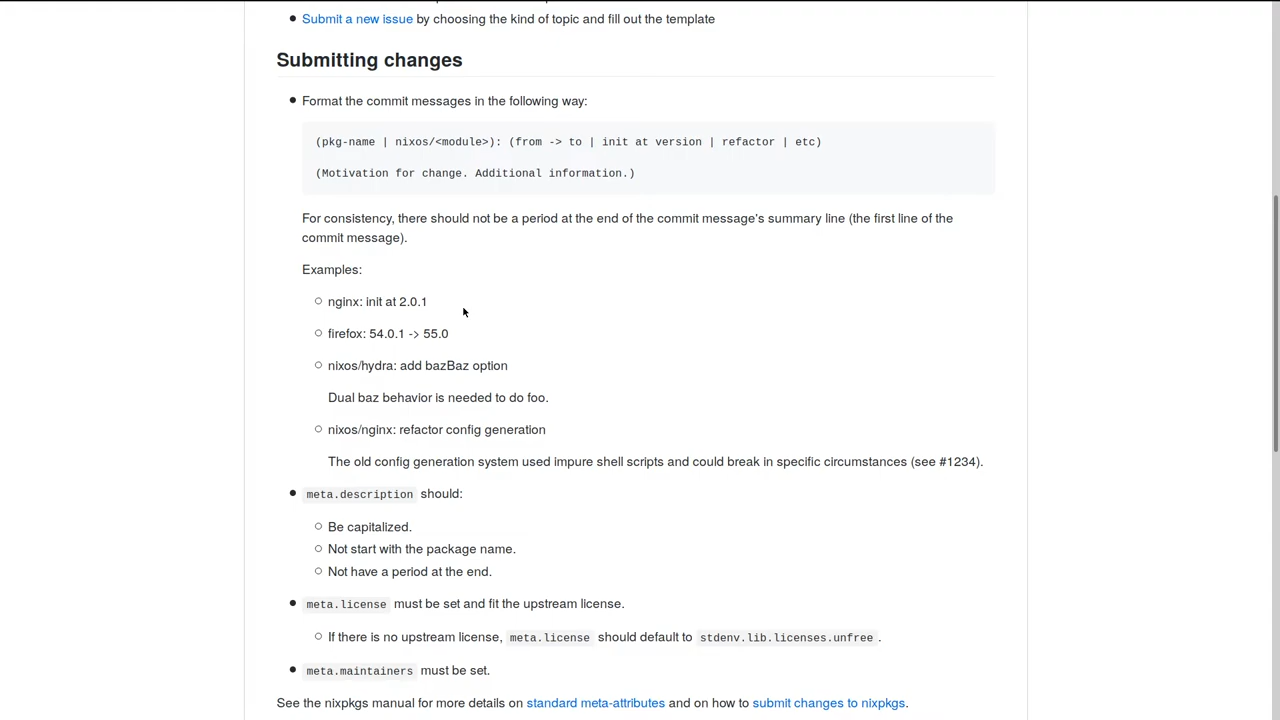 Submit a new issue by choosing the kind of topic and fill out the template
Submitting changes
Format the commit messages in the following way:
(pkg-name | nixos/<module>): (from -> to | init at version | refactor | etc)
(Motivation for change. Additional information.)
For consistency, there should not be a period at the end of the commit message's summary line (the first line of the
commit message).
Examples:
nginx: init at 2.0.1
firefox: 54.0.1 -> 55.0
nixos/hydra: add bazBaz option
Dual baz behavior is needed to do foo.
nixos/nginx: refactor config generation
The old config generation system used impure shell scripts and could break in specific circumstances (see #1234).
meta.description should:
Be capitalized.
Not start with the package name.
Not have a period at the end.
meta.license must be set and fit the upstream license.
If there is no upstream license, meta.license should default to stdenv.lib.licenses.unfree.
meta.maintainers must be set.
See the nixpkgs manual for more details on standard meta-attributes and on how to submit changes to nixpkgs.